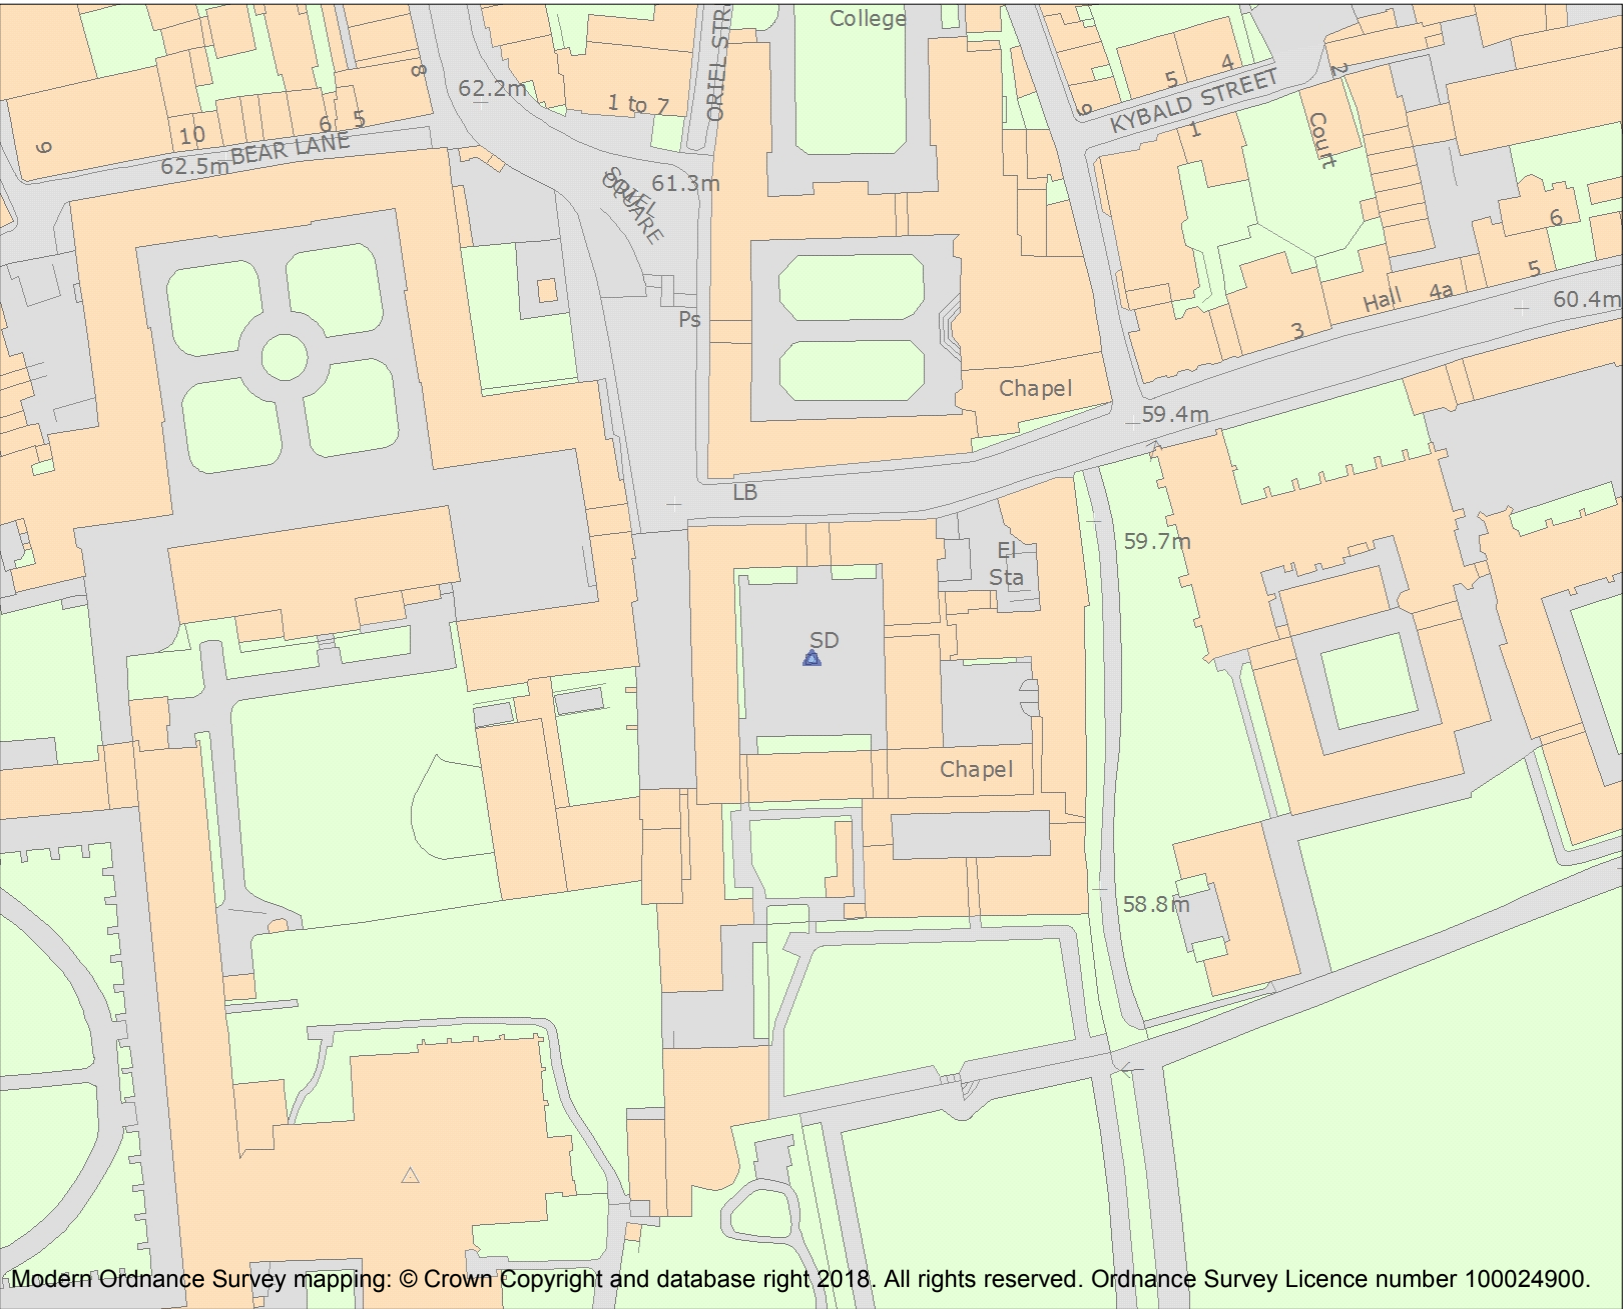 College
ORIEL STR
8
62.2m
1 to 7
5
4
2
9
KYBALD STREET
1
Court
10
6
5
9
BEAR LANE
62.5m
61.3m
ORIEL
SQUARE
6
5
4a
Hall
60.4m
3
Ps
Chapel
59.4m
LB
59.7m
El
Sta
SD
Chapel
58.8m
Modern Ordnance Survey mapping: © Crown Copyright and database right 2018. All rights reserved. Ordnance Survey Licence number 100024900.